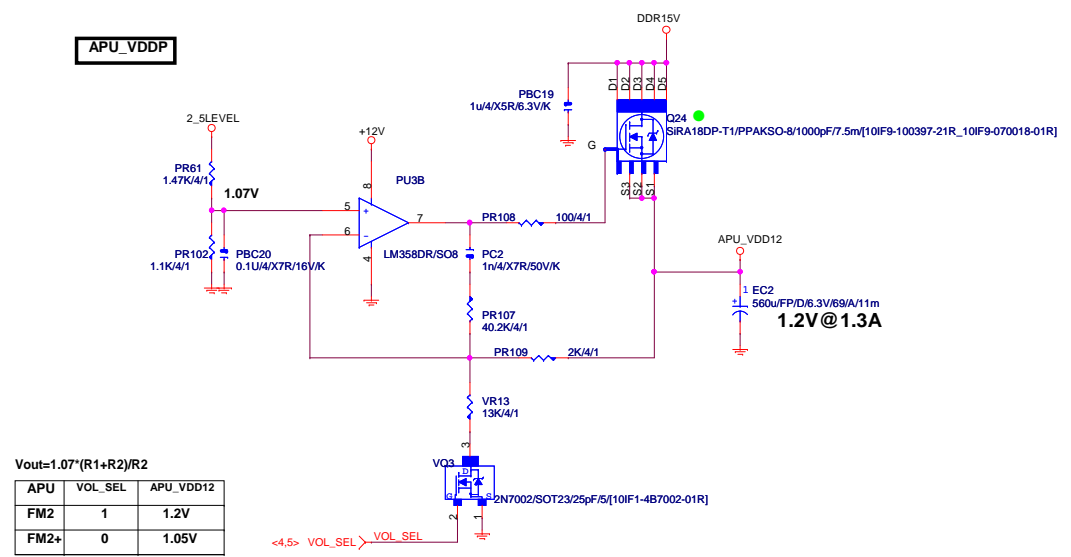 DDR15V
APU_VDDP
D1
D2
D3
D4
D5
PBC19
1u/4/X5R/6.3V/K
Q24
SiRA18DP-T1/PPAKSO-8/1000pF/7.5m/[10IF9-100397-21R_10IF9-070018-01R]
G
S3
S2
S1
2_5LEVEL
+12V
PR61
1.47K/4/1
1.07V
PU3B
8
5
+
7
6
-
4
LM358DR/SO8
PR108
100/4/1
PR102
1.1K/4/1
PBC20
0.1U/4/X7R/16V/K
PC2
1n/4/X7R/50V/K
APU_VDD12
1
+
EC2
560u/FP/D/6.3V/69/A/11m
1.2V@1.3A
PR107
40.2K/4/1
PR109
2K/4/1
VR13
13K/4/1
3
VQ3
D
G
S
2N7002/SOT23/25pF/5/[10IF1-4B7002-01R]
2
1
<4,5> VOL_SEL
VOL_SEL
Vout=1.07*(R1+R2)/R2
APU VOL_SEL APU_VDD12
FM2 1 1.2V
FM2+ 0 1.05V